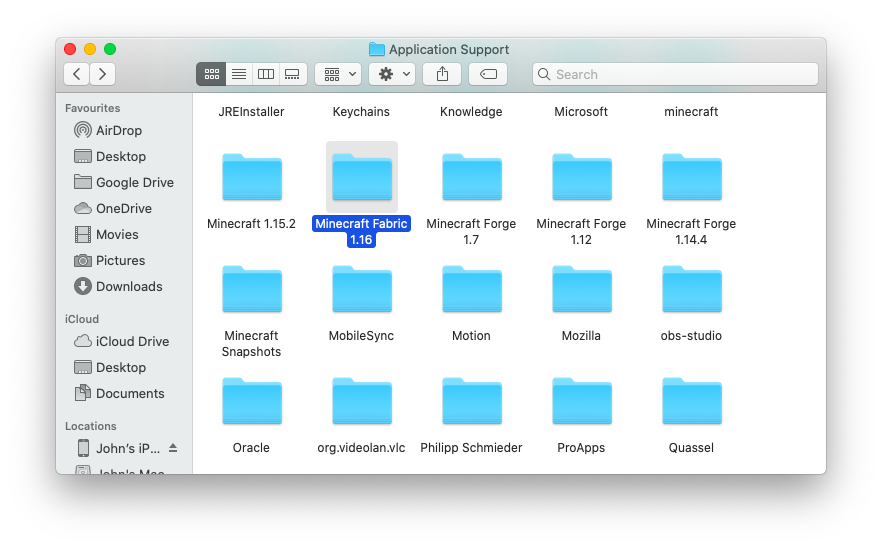 Application Support
Search
Favourites
AirDrop
Desktop
Google Drive
OneDrive
Movies
Pictures
Downloads
iCloud
iCloud Drive
Desktop
Documents
Locations
John’s iP...
John's Mac
JREInstaller
Keychains
Knowledge
Microsoft
minecraft
Minecraft 1.15.2
Minecraft Fabric
1.16
Minecraft Forge
1.7
Minecraft Forge
1.12
Minecraft Forge
1.14.4
Minecraft
Snapshots
MobileSync
Motion
Mozilla
obs-studio
Oracle
org.videolan.vlc
Philipp Schmieder
ProApps
Quassel